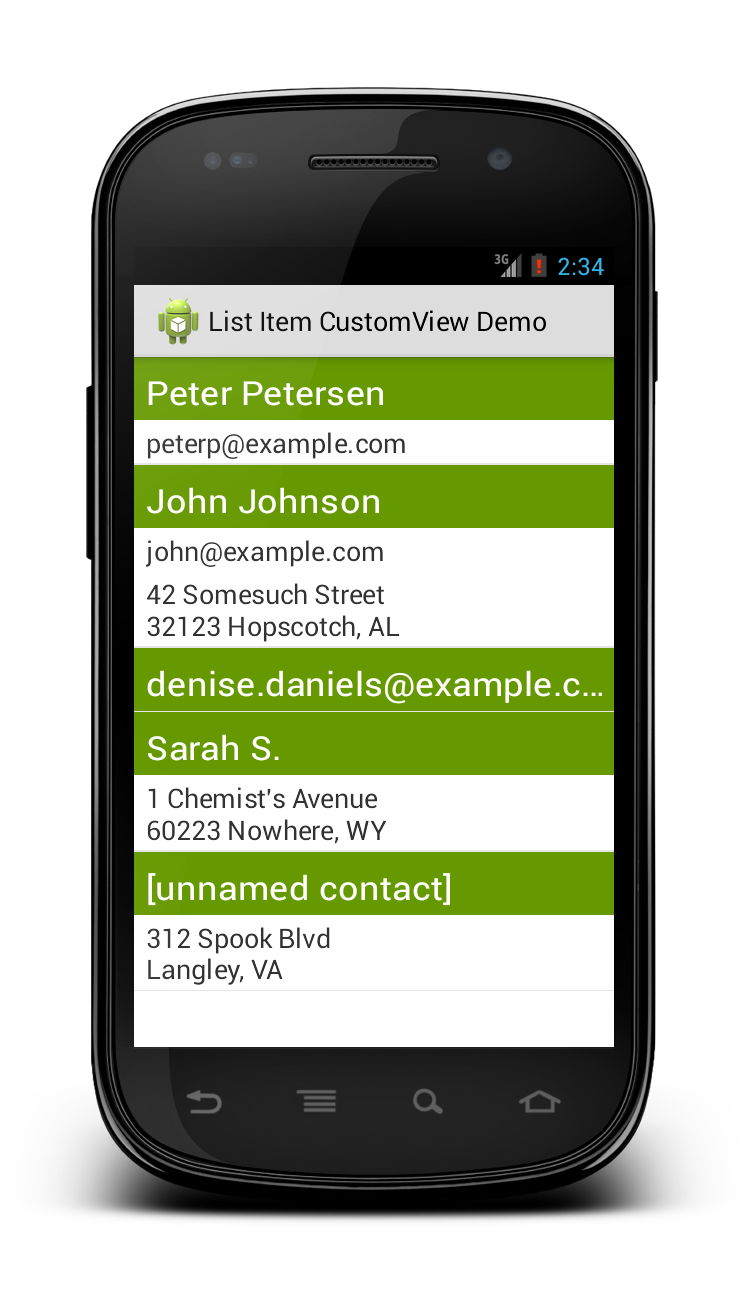 3G
2:34
List Item CustomView Demo
Peter Petersen
peterp@example.com
John Johnson
john@example.com
42 Somesuch Street
32123 Hopscotch, AL
denise.daniels@example.c...
Sarah S.
1 Chemist's Avenue
60223 Nowhere, WY
[unnamed contact]
312 Spook Blvd
Langley, VA